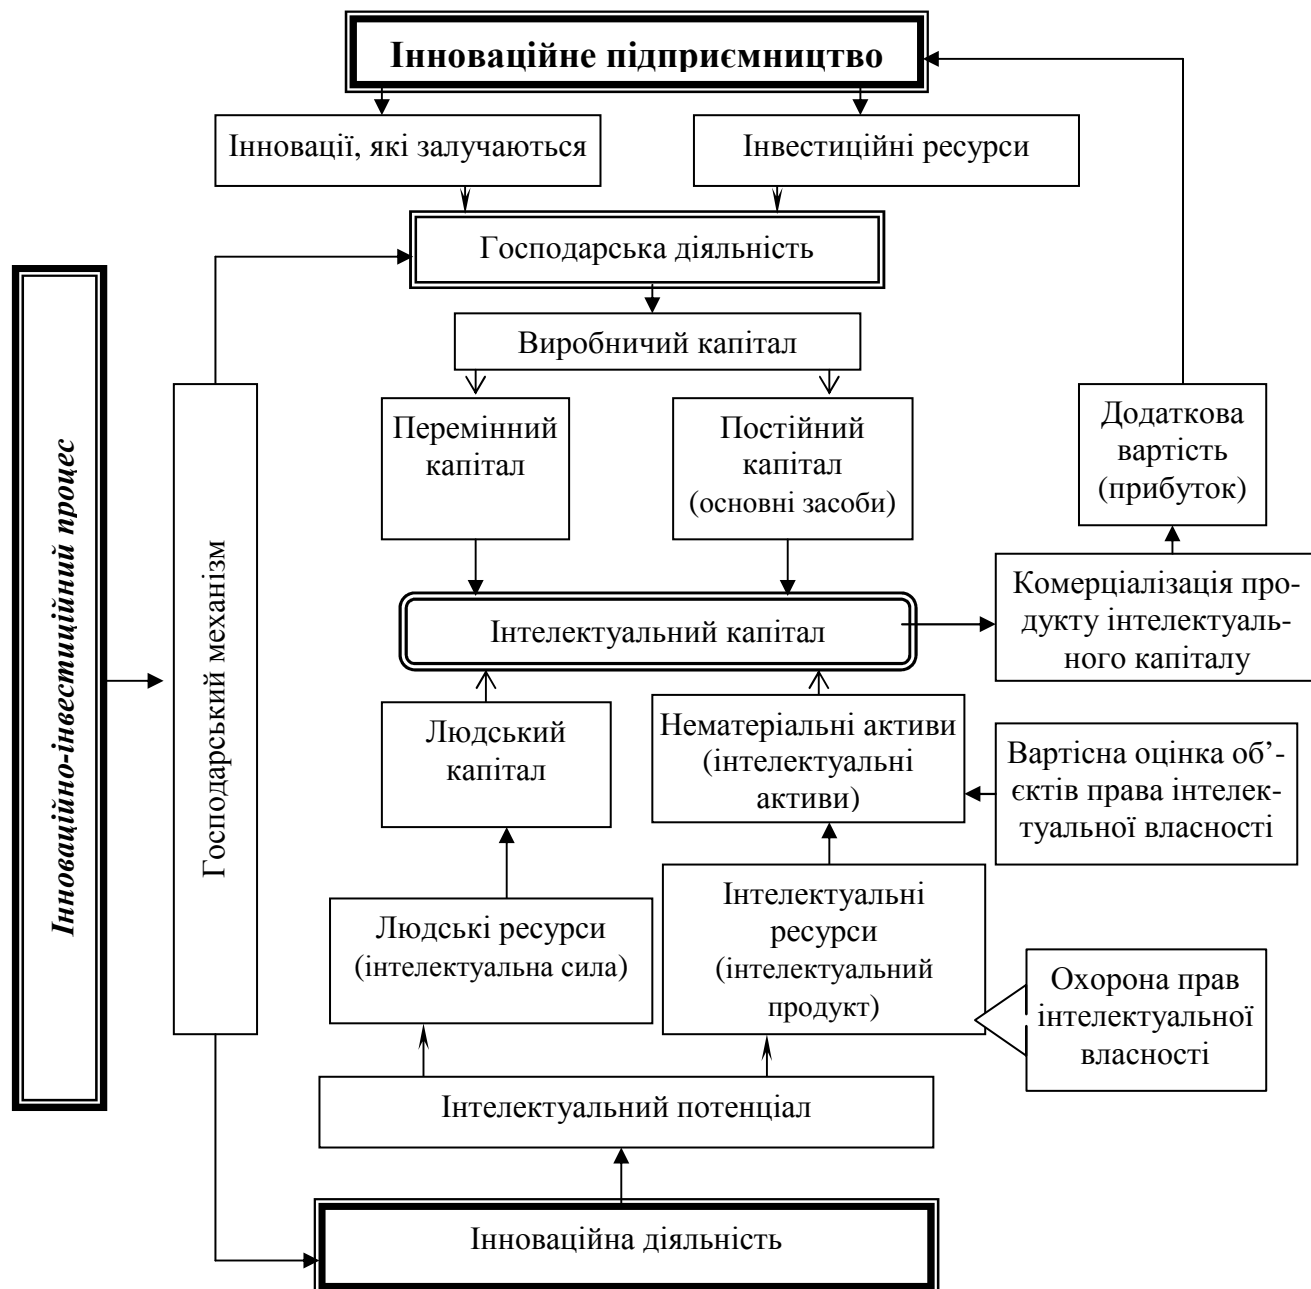 Інноваційне підприємництво
Інновації, які залучаються
Інвестиційні ресурси
Господарська діяльність
Виробничий капітал
Перемінний
капітал
Постійний
капітал
(основні засоби)
Додаткова
вартість
(прибуток)
Інноваційно-інвестиційний процес
Господарський механізм
Інтелектуальний капітал
Комерціалізація про-
дукту інтелектуаль-
ного капіталу
Людський
капітал
Нематеріальні активи
(інтелектуальні
активи)
Вартісна оцінка об’-
єктів права інтелек-
туальної власності
Людські ресурси
(інтелектуальна сила)
Інтелектуальні
ресурси
(інтелектуальний
продукт)
Охорона прав
інтелектуальної
власності
Інтелектуальний потенціал
Інноваційна діяльність